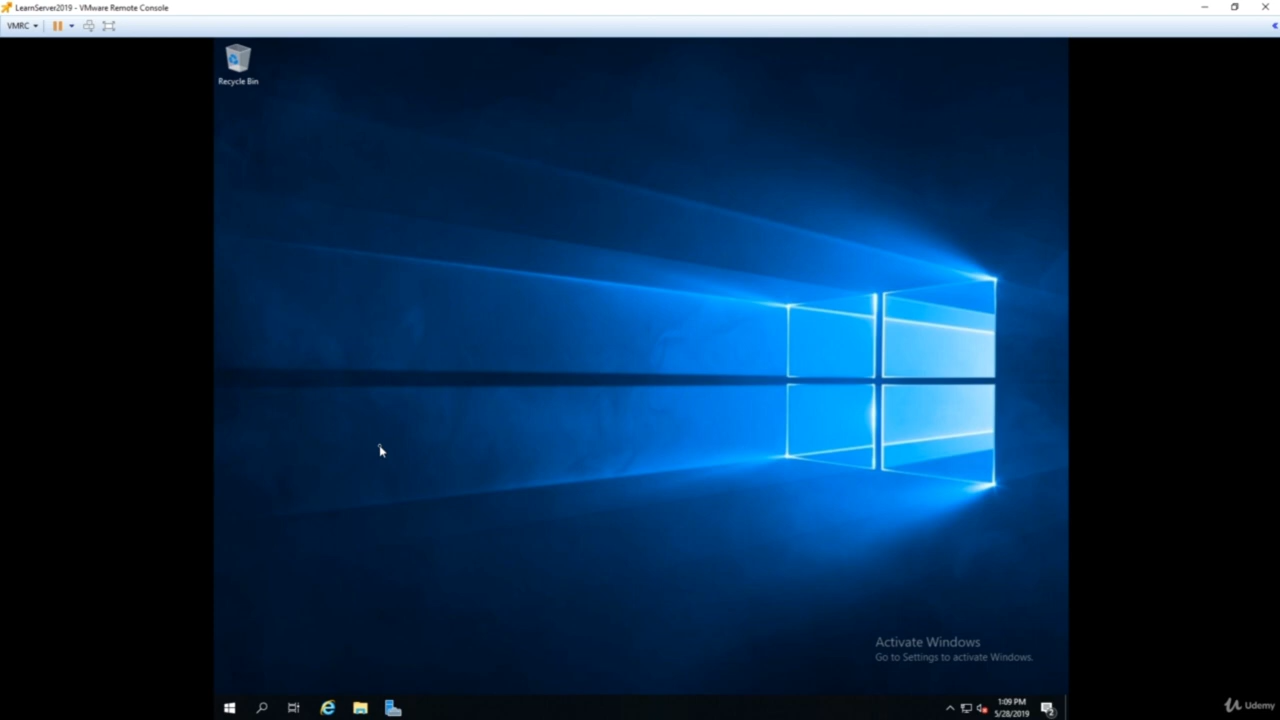 LearnServer2019 - VMware Remote Console
VMRC
Recycle Bin
Activate Windows
Go to Settings to activate Windows.
1:09 PM
5/28/2019
2
Udemy